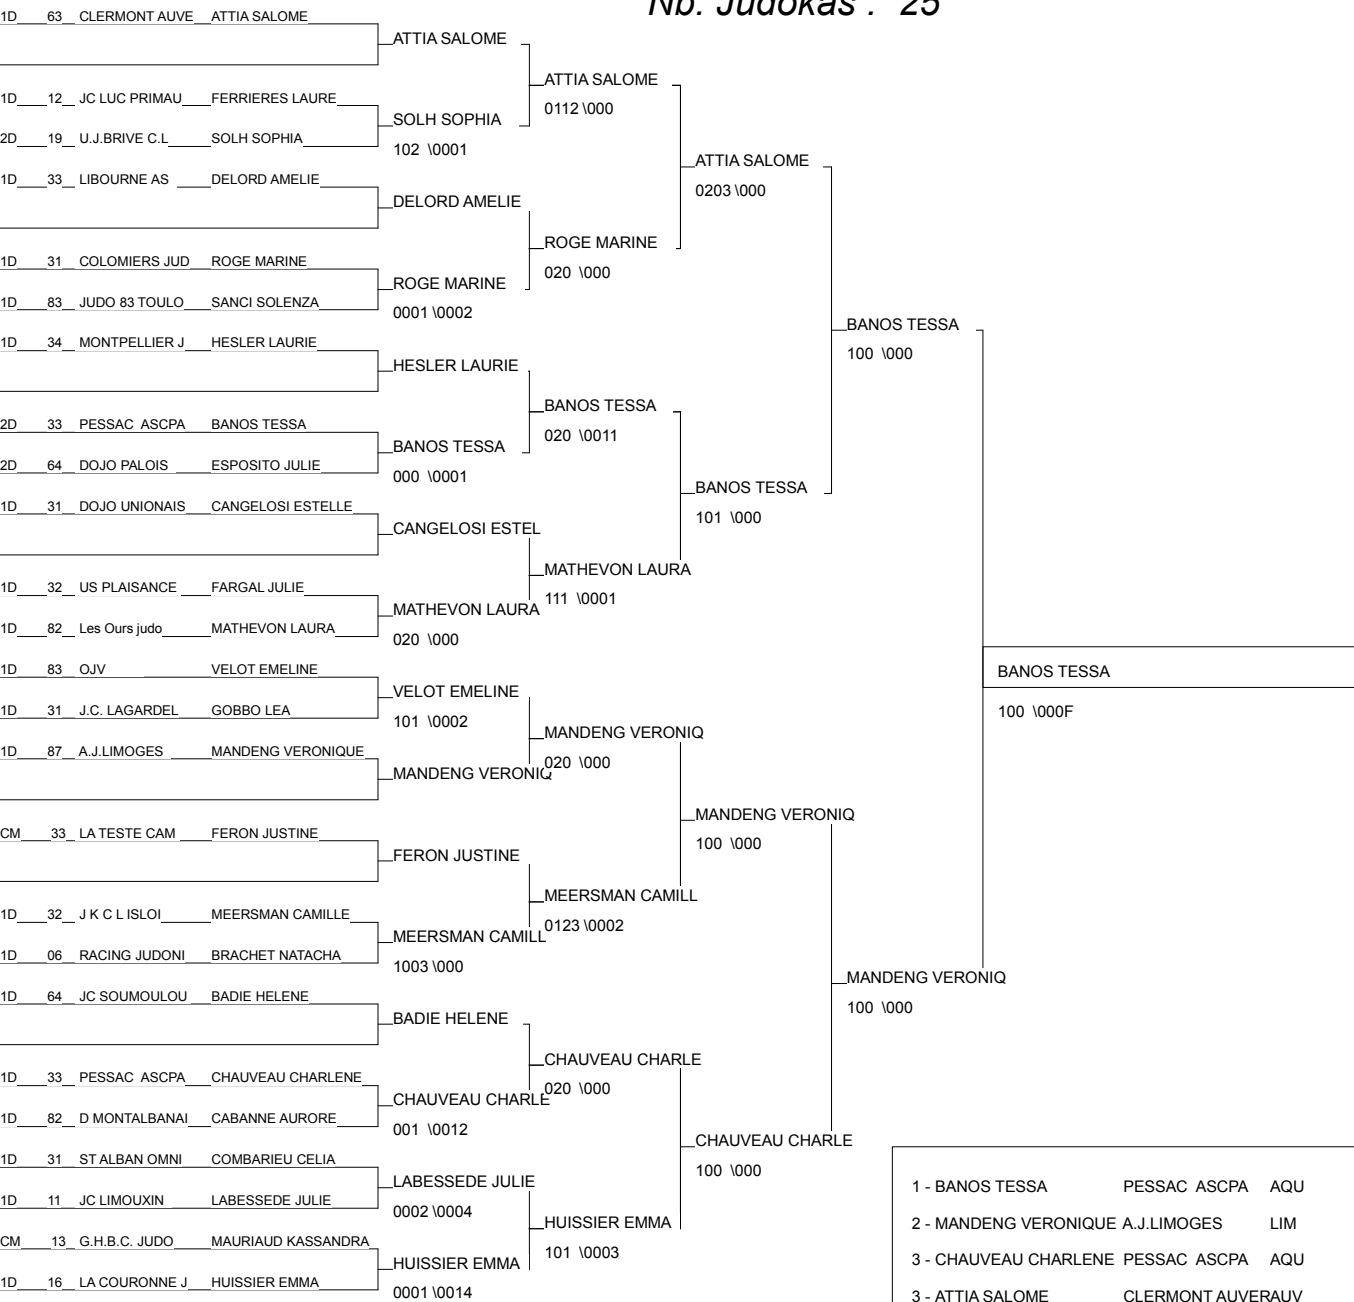 Nb. Judokas : 25
1D 63 CLERMONT AUVE ATTIA SALOME
ATTIA SALOME
ATTIA SALOME
0112 \000
1D 12 JC LUC PRIMAU FERRIERES LAURE
SOLH SOPHIA
102 \0001
2D 19 U.J.BRIVE C.L SOLH SOPHIA
ATTIA SALOME
0203 \000
1D 33 LIBOURNE AS DELORD AMELIE
DELORD AMELIE
ROGE MARINE
020 \000
1D 31 COLOMIERS JUD ROGE MARINE
ROGE MARINE
0001 \0002
1D 83 JUDO 83 TOULO SANCI SOLENZA
BANOS TESSA
100 \000
1D 34 MONTPELLIER J HESLER LAURIE
HESLER LAURIE
BANOS TESSA
020 \0011
2D 33 PESSAC ASCPA BANOS TESSA
BANOS TESSA
000 \0001
2D 64 DOJO PALOIS ESPOSITO JULIE
BANOS TESSA
101 \000
1D 31 DOJO UNIONAIS CANGELOSI ESTELLE
CANGELOSI ESTEL
MATHEVON LAURA
111 \0001
1D 32 US PLAISANCE FARGAL JULIE
MATHEVON LAURA
020 \000
1D 82 Les Ours judo MATHEVON LAURA
BANOS TESSA
100 \000F
1D 83 OJV VELOT EMELINE
VELOT EMELINE
101 \0002
1D 31 J.C. LAGARDEL GOBBO LEA
MANDENG VERONIQ
020 \000
1D 87 A.J.LIMOGES MANDENG VERONIQUE
MANDENG VERONIQ
MANDENG VERONIQ
100 \000
CM 33 LA TESTE CAM FERON JUSTINE
FERON JUSTINE
MEERSMAN CAMILL
0123 \0002
1D 32 J K C L ISLOI MEERSMAN CAMILLE
MEERSMAN CAMILL
1003 \000
1D 06 RACING JUDONI BRACHET NATACHA
MANDENG VERONIQ
100 \000
1D 64 JC SOUMOULOU BADIE HELENE
BADIE HELENE
CHAUVEAU CHARLE
020 \000
1D 33 PESSAC ASCPA CHAUVEAU CHARLENE
CHAUVEAU CHARLE
001 \0012
1D 82 D MONTALBANAI CABANNE AURORE
CHAUVEAU CHARLE
100 \000
1D 31 ST ALBAN OMNI COMBARIEU CELIA
LABESSEDE JULIE
0002 \0004
1D 11 JC LIMOUXIN LABESSEDE JULIE
HUISSIER EMMA
101 \0003
CM 13 G.H.B.C. JUDO MAURIAUD KASSANDRA
HUISSIER EMMA
0001 \0014
1D 16 LA COURONNE J HUISSIER EMMA
1 - BANOS TESSA PESSAC ASCPA AQU
2 - MANDENG VERONIQUE A.J.LIMOGES LIM
3 - CHAUVEAU CHARLENE PESSAC ASCPA AQU
3 - ATTIA SALOME CLERMONT AUVERAUV